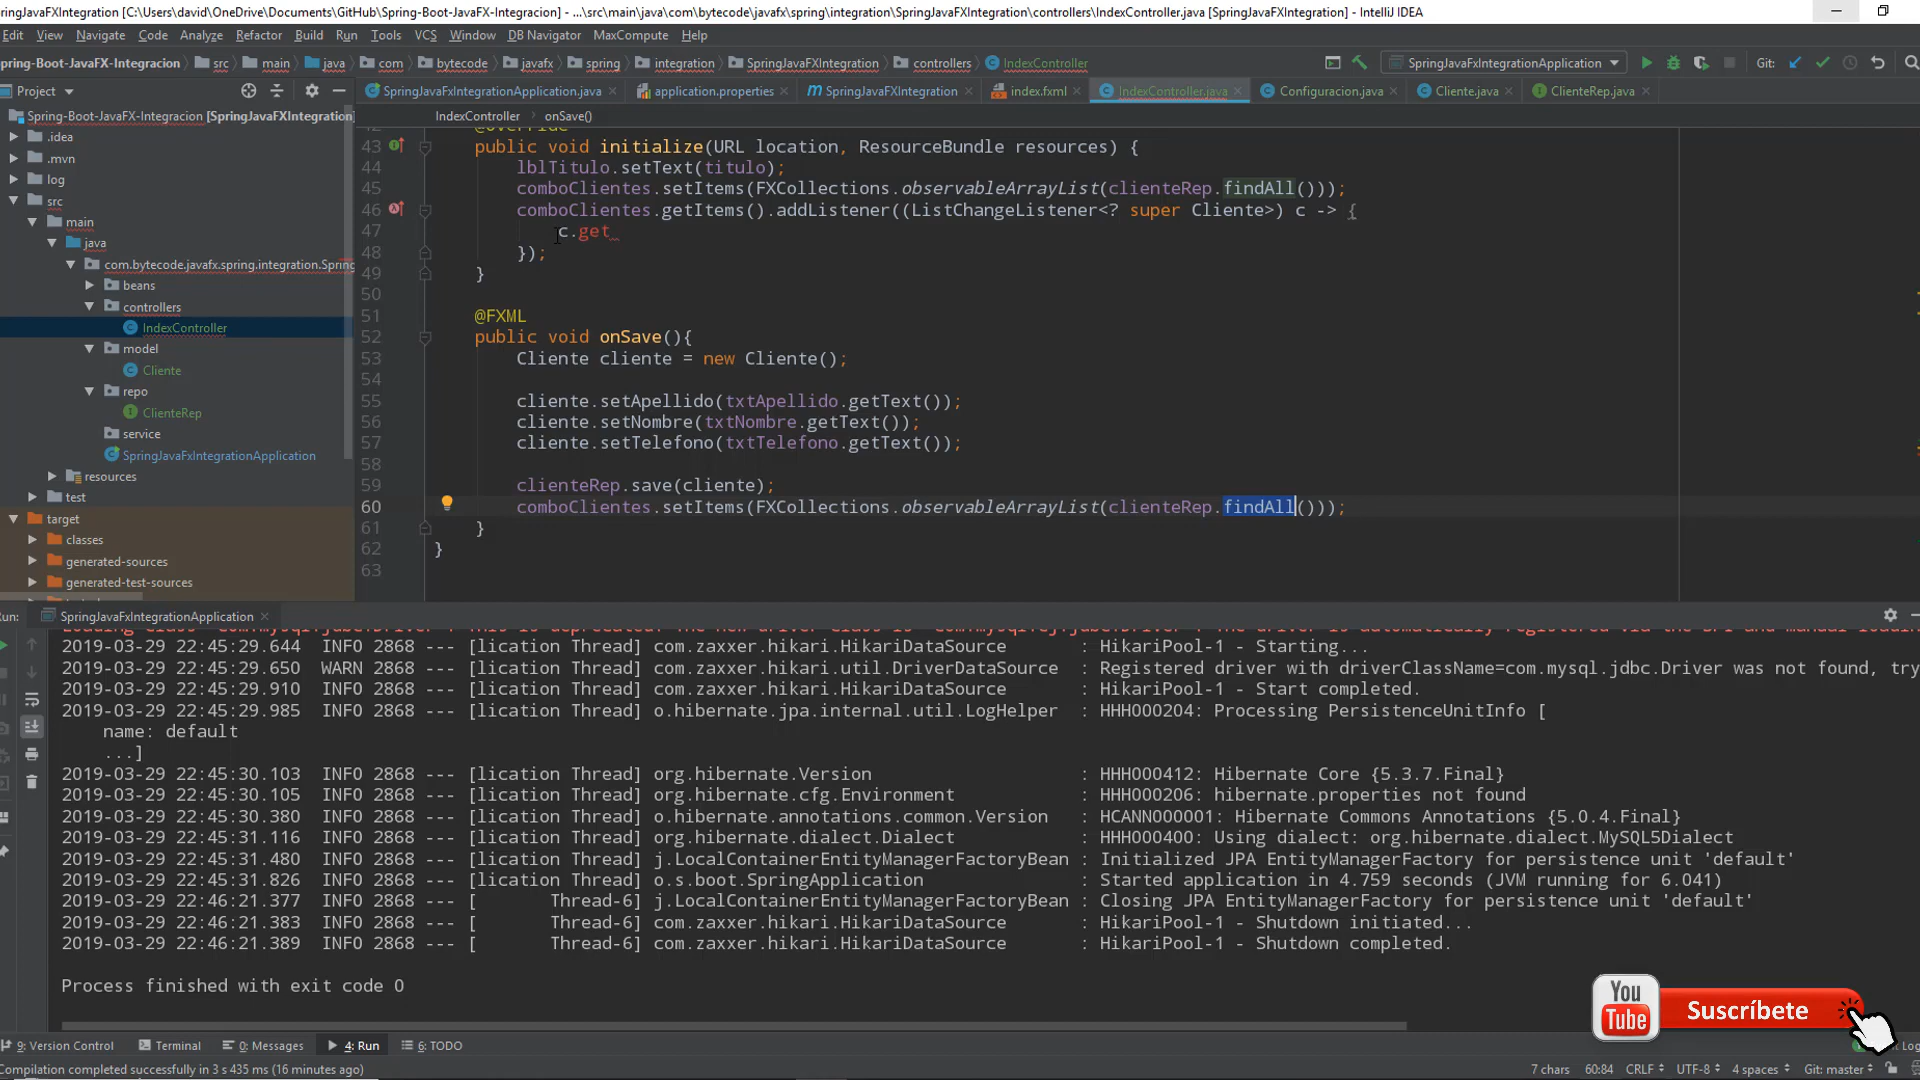 pringJavaFXIntegration [C:\Users\david\OneDrive\Documents\GitHub\Spring-Boot-JavaFX-Integracion] - ...\src\main\java\com\bytecode\javafx\spring\integration\SpringJavaFXIntegration\controllers\IndexController.java [SpringJavaFXIntegration] - IntelliJ IDEA
Edit View Navigate Code Analyze Refactor Build Run Tools VCS Window DB Navigator MaxCompute Help
pring-Boot-JavaFX-Integracion src main java com bytecode javafx spring integration SpringJavaFXIntegration controllers IndexController SpringJavaFxIntegrationApplication Git:
Project SpringJavaFxIntegrationApplication.java application.properties SpringJavaFXIntegration index.fxml IndexController.java Configuracion.java Cliente.java ClienteRep.java
Spring-Boot-JavaFX-Integracion [SpringJavaFXIntegration]
.idea
.mvn
log
src
main
java
com.bytecode.javafx.spring.integration.Spring
beans
controllers
IndexController
model
Cliente
repo
ClienteRep
service
SpringJavaFxIntegrationApplication
resources
test
target
classes
generated-sources
generated-test-sources
IndexController onSave()
42 @Override
43 public void initialize(URL location, ResourceBundle resources) {
44 lblTitulo.setText(titulo);
45 comboClientes.setItems(FXCollections.observableArrayList(clienteRep.findAll()));
46 comboClientes.getItems().addListener((ListChangeListener<? super Cliente>) c -> {
47 c.get
48 });
49 }
50
51 @FXML
52 public void onSave(){
53 Cliente cliente = new Cliente();
54
55 cliente.setApellido(txtApellido.getText());
56 cliente.setNombre(txtNombre.getText());
57 cliente.setTelefono(txtTelefono.getText());
58
59 clienteRep.save(cliente);
60 comboClientes.setItems(FXCollections.observableArrayList(clienteRep.findAll()));
61 }
62 }
63
Run: SpringJavaFxIntegrationApplication
2019-03-29 22:45:29.644 INFO 2868 --- [lication Thread] com.zaxxer.hikari.HikariDataSource : HikariPool-1 - Starting...
2019-03-29 22:45:29.650 WARN 2868 --- [lication Thread] com.zaxxer.hikari.util.DriverDataSource : Registered driver with driverClassName=com.mysql.jdbc.Driver was not found, try
2019-03-29 22:45:29.910 INFO 2868 --- [lication Thread] com.zaxxer.hikari.HikariDataSource : HikariPool-1 - Start completed.
2019-03-29 22:45:29.985 INFO 2868 --- [lication Thread] o.hibernate.jpa.internal.util.LogHelper : HHH000204: Processing PersistenceUnitInfo [
name: default
...]
2019-03-29 22:45:30.103 INFO 2868 --- [lication Thread] org.hibernate.Version : HHH000412: Hibernate Core {5.3.7.Final}
2019-03-29 22:45:30.105 INFO 2868 --- [lication Thread] org.hibernate.cfg.Environment : HHH000206: hibernate.properties not found
2019-03-29 22:45:30.380 INFO 2868 --- [lication Thread] o.hibernate.annotations.common.Version : HCANN000001: Hibernate Commons Annotations {5.0.4.Final}
2019-03-29 22:45:31.116 INFO 2868 --- [lication Thread] org.hibernate.dialect.Dialect : HHH000400: Using dialect: org.hibernate.dialect.MySQL5Dialect
2019-03-29 22:45:31.480 INFO 2868 --- [lication Thread] j.LocalContainerEntityManagerFactoryBean : Initialized JPA EntityManagerFactory for persistence unit 'default'
2019-03-29 22:45:31.826 INFO 2868 --- [lication Thread] o.s.boot.SpringApplication : Started application in 4.759 seconds (JVM running for 6.041)
2019-03-29 22:46:21.377 INFO 2868 --- [ Thread-6] j.LocalContainerEntityManagerFactoryBean : Closing JPA EntityManagerFactory for persistence unit 'default'
2019-03-29 22:46:21.383 INFO 2868 --- [ Thread-6] com.zaxxer.hikari.HikariDataSource : HikariPool-1 - Shutdown initiated...
2019-03-29 22:46:21.389 INFO 2868 --- [ Thread-6] com.zaxxer.hikari.HikariDataSource : HikariPool-1 - Shutdown completed.
Process finished with exit code 0
You Tube Suscríbete
9: Version Control Terminal 0: Messages 4: Run 6: TODO Log
Compilation completed successfully in 3 s 435 ms (16 minutes ago) 7 chars 60:84 CRLF UTF-8 4 spaces Git: master